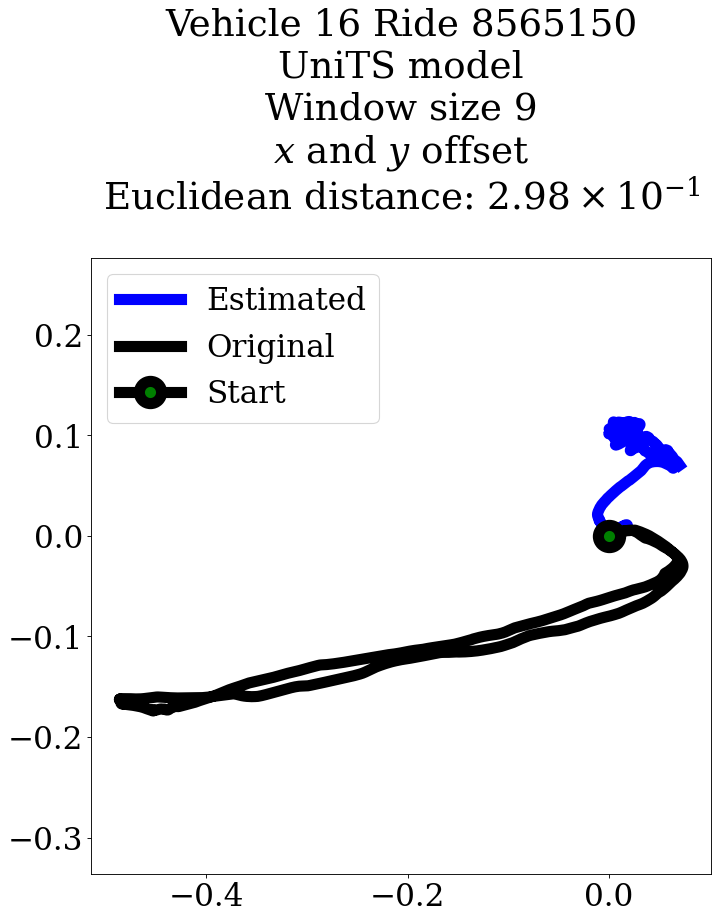 Vehicle 16 Ride 8565150
UniTS model
Window size 9
x and y offset
Euclidean distance: 2.98 × 10⁻¹
Estimated
Original
Start
0.2
0.1
0.0
−0.1
−0.2
−0.3
−0.4 −0.2 0.0